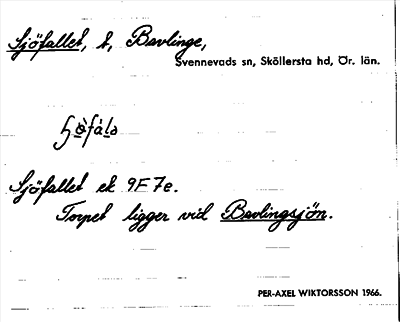 Sjöfallet, t, Bavlinge,
Svennevads sn, Sköllersta hd, Ör. län.
Sjöfallet ek 9F7e.
Torpet ligger vid Bavlingsjön.
PER-AXEL WIKTORSSON 1966.